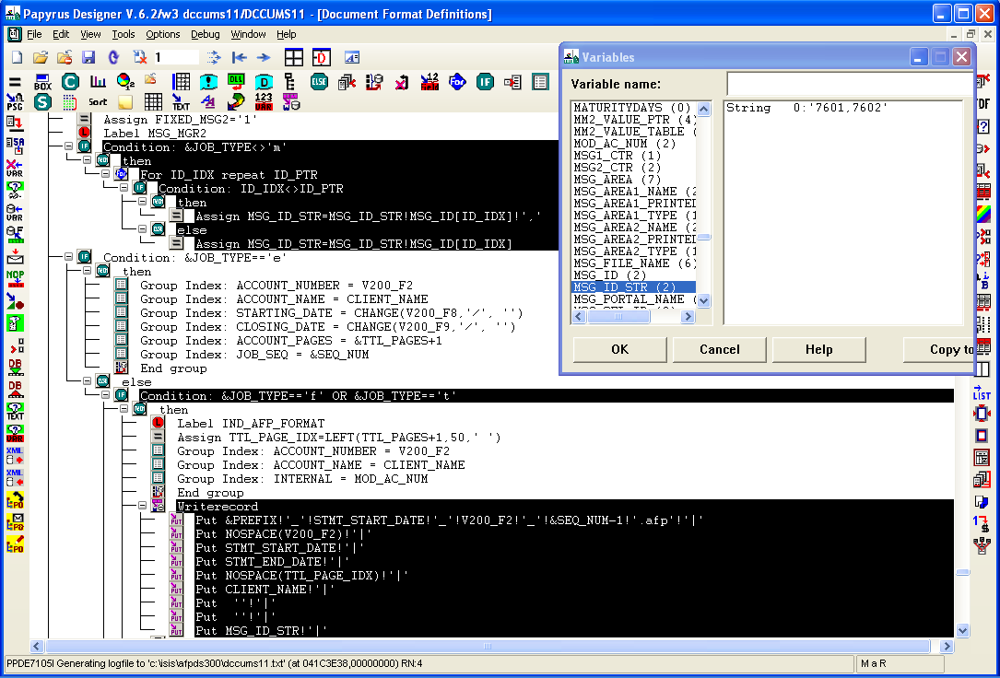 Papyrus Designer V.6.2/w3 dccums11/DCCUMS11 - [Document Format Definitions]
File Edit View Tools Options Debug Window Help
1
Sort
Assign FIXED_MSG2='1'
Label MSG_MGR2
Condition: &JOB_TYPE<>'m'
then
For ID_IDX repeat ID_PTR
Condition: ID_IDX<>ID_PTR
then
Assign MSG_ID_STR=MSG_ID_STR!MSG_ID[ID_IDX]!','
else
Assign MSG_ID_STR=MSG_ID_STR!MSG_ID[ID_IDX]
Condition: &JOB_TYPE=='e'
then
Group Index: ACCOUNT_NUMBER = V200_F2
Group Index: ACCOUNT_NAME = CLIENT_NAME
Group Index: STARTING_DATE = CHANGE(V200_F8,'/', '')
Group Index: CLOSING_DATE = CHANGE(V200_F9,'/', '')
Group Index: ACCOUNT_PAGES = &TTL_PAGES+1
Group Index: JOB_SEQ = &SEQ_NUM
End group
else
Condition: &JOB_TYPE=='f' OR &JOB_TYPE=='t'
then
Label IND_AFP_FORMAT
Assign TTL_PAGE_IDX=LEFT(TTL_PAGES+1,50,' ')
Group Index: ACCOUNT_NUMBER = V200_F2
Group Index: ACCOUNT_NAME = CLIENT_NAME
Group Index: INTERNAL = MOD_AC_NUM
End group
Writerecord
Put &PREFIX!'_'!STMT_START_DATE!'_'!V200_F2!'_'!&SEQ_NUM-1!'.afp'!'|'
Put NOSPACE(V200_F2)!'|'
Put STMT_START_DATE!'|'
Put STMT_END_DATE!'|'
Put NOSPACE(TTL_PAGE_IDX)!'|'
Put CLIENT_NAME!'|'
Put ''!'|'
Put ''!'|'
Put MSG_ID_STR!'|'
Variables
Variable name:
MATURITYDAYS (0)
MM2_VALUE_PTR (4)
MM2_VALUE_TABLE (
MOD_AC_NUM (2)
MSG1_CTR (1)
MSG2_CTR (2)
MSG_AREA (7)
MSG_AREA1_NAME (2
MSG_AREA1_PRINTED
MSG_AREA1_TYPE (1
MSG_AREA2_NAME (2
MSG_AREA2_PRINTED
MSG_AREA2_TYPE (1
MSG_FILE_NAME (6)
MSG_ID (2)
MSG_ID_STR (2)
MSG_PORTAL_NAME (
String 0:'7601,7602'
OK Cancel Help Copy to
PPDE7105I Generating logfile to 'c:\isis\afpds300\dccums11.txt' (at 041C3E38,00000000) RN:4
M a R